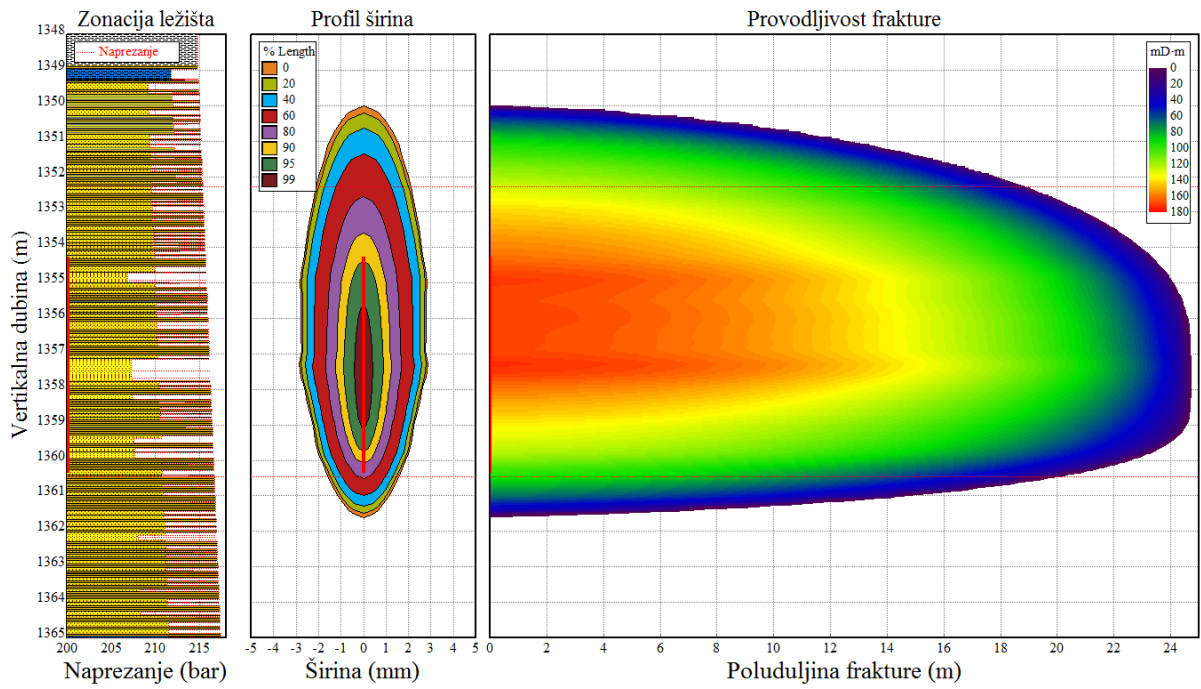 Zonacija ležišta
Profil širina
Provodljivost frakture
Naprezanje
% Length
0
20
40
60
80
90
95
99
mD·m
0
20
40
60
80
100
120
140
160
180
Vertikalna dubina (m)
1348
1349
1350
1351
1352
1353
1354
1355
1356
1357
1358
1359
1360
1361
1362
1363
1364
1365
200 205 210 215
-5 -4 -3 -2 -1 0 1 2 3 4 5
0 2 4 6 8 10 12 14 16 18 20 22 24
Naprezanje (bar)
Širina (mm)
Poluduljina frakture (m)